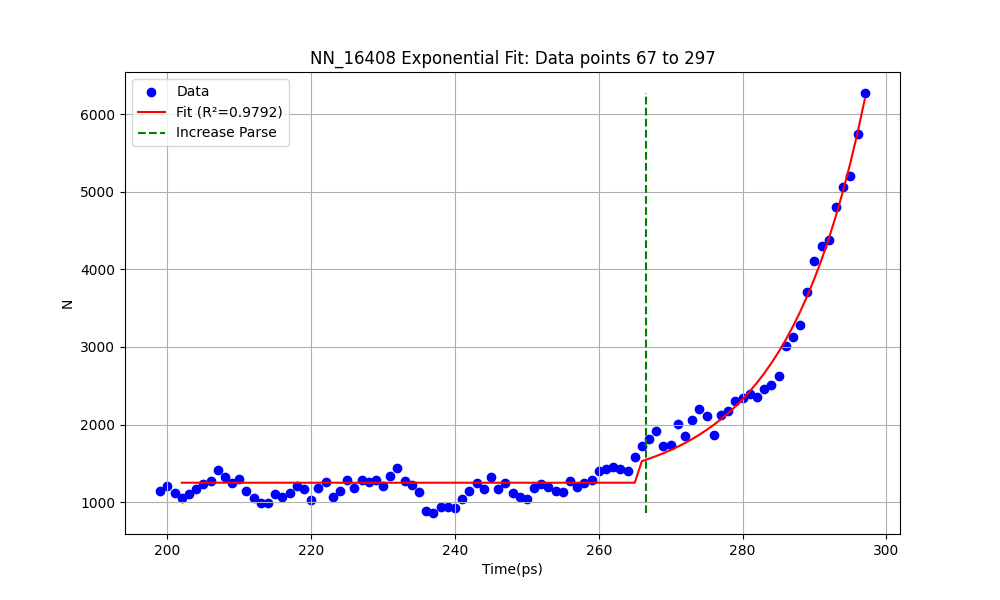 NN_16408 Exponential Fit: Data points 67 to 297
Data
Fit (R²=0.9792)
Increase Parse
6000
5000
4000
3000
2000
1000
N
200
220
240
260
280
300
Time(ps)